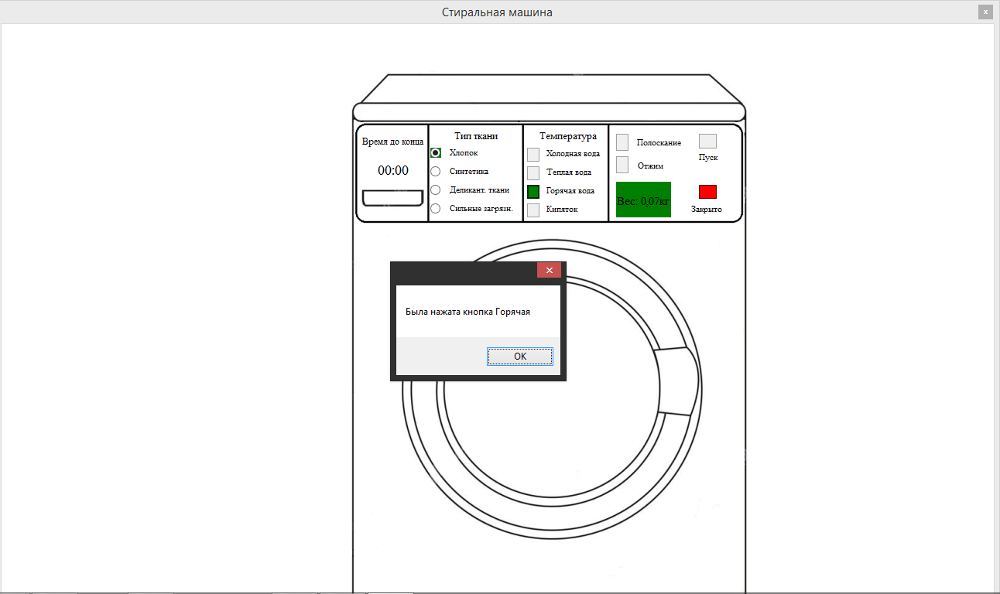 Стиральная машина
Время до конца
00:00
Тип ткани
Хлопок
Синтетика
Деликант. ткани
Сильные загрязн.
Температура
Холодная вода
Теплая вода
Горячая вода
Кипяток
Полоскание
Отжим
Вес: 0,07кг
Пуск
Закрыто
Была нажата кнопка Горячая
OK